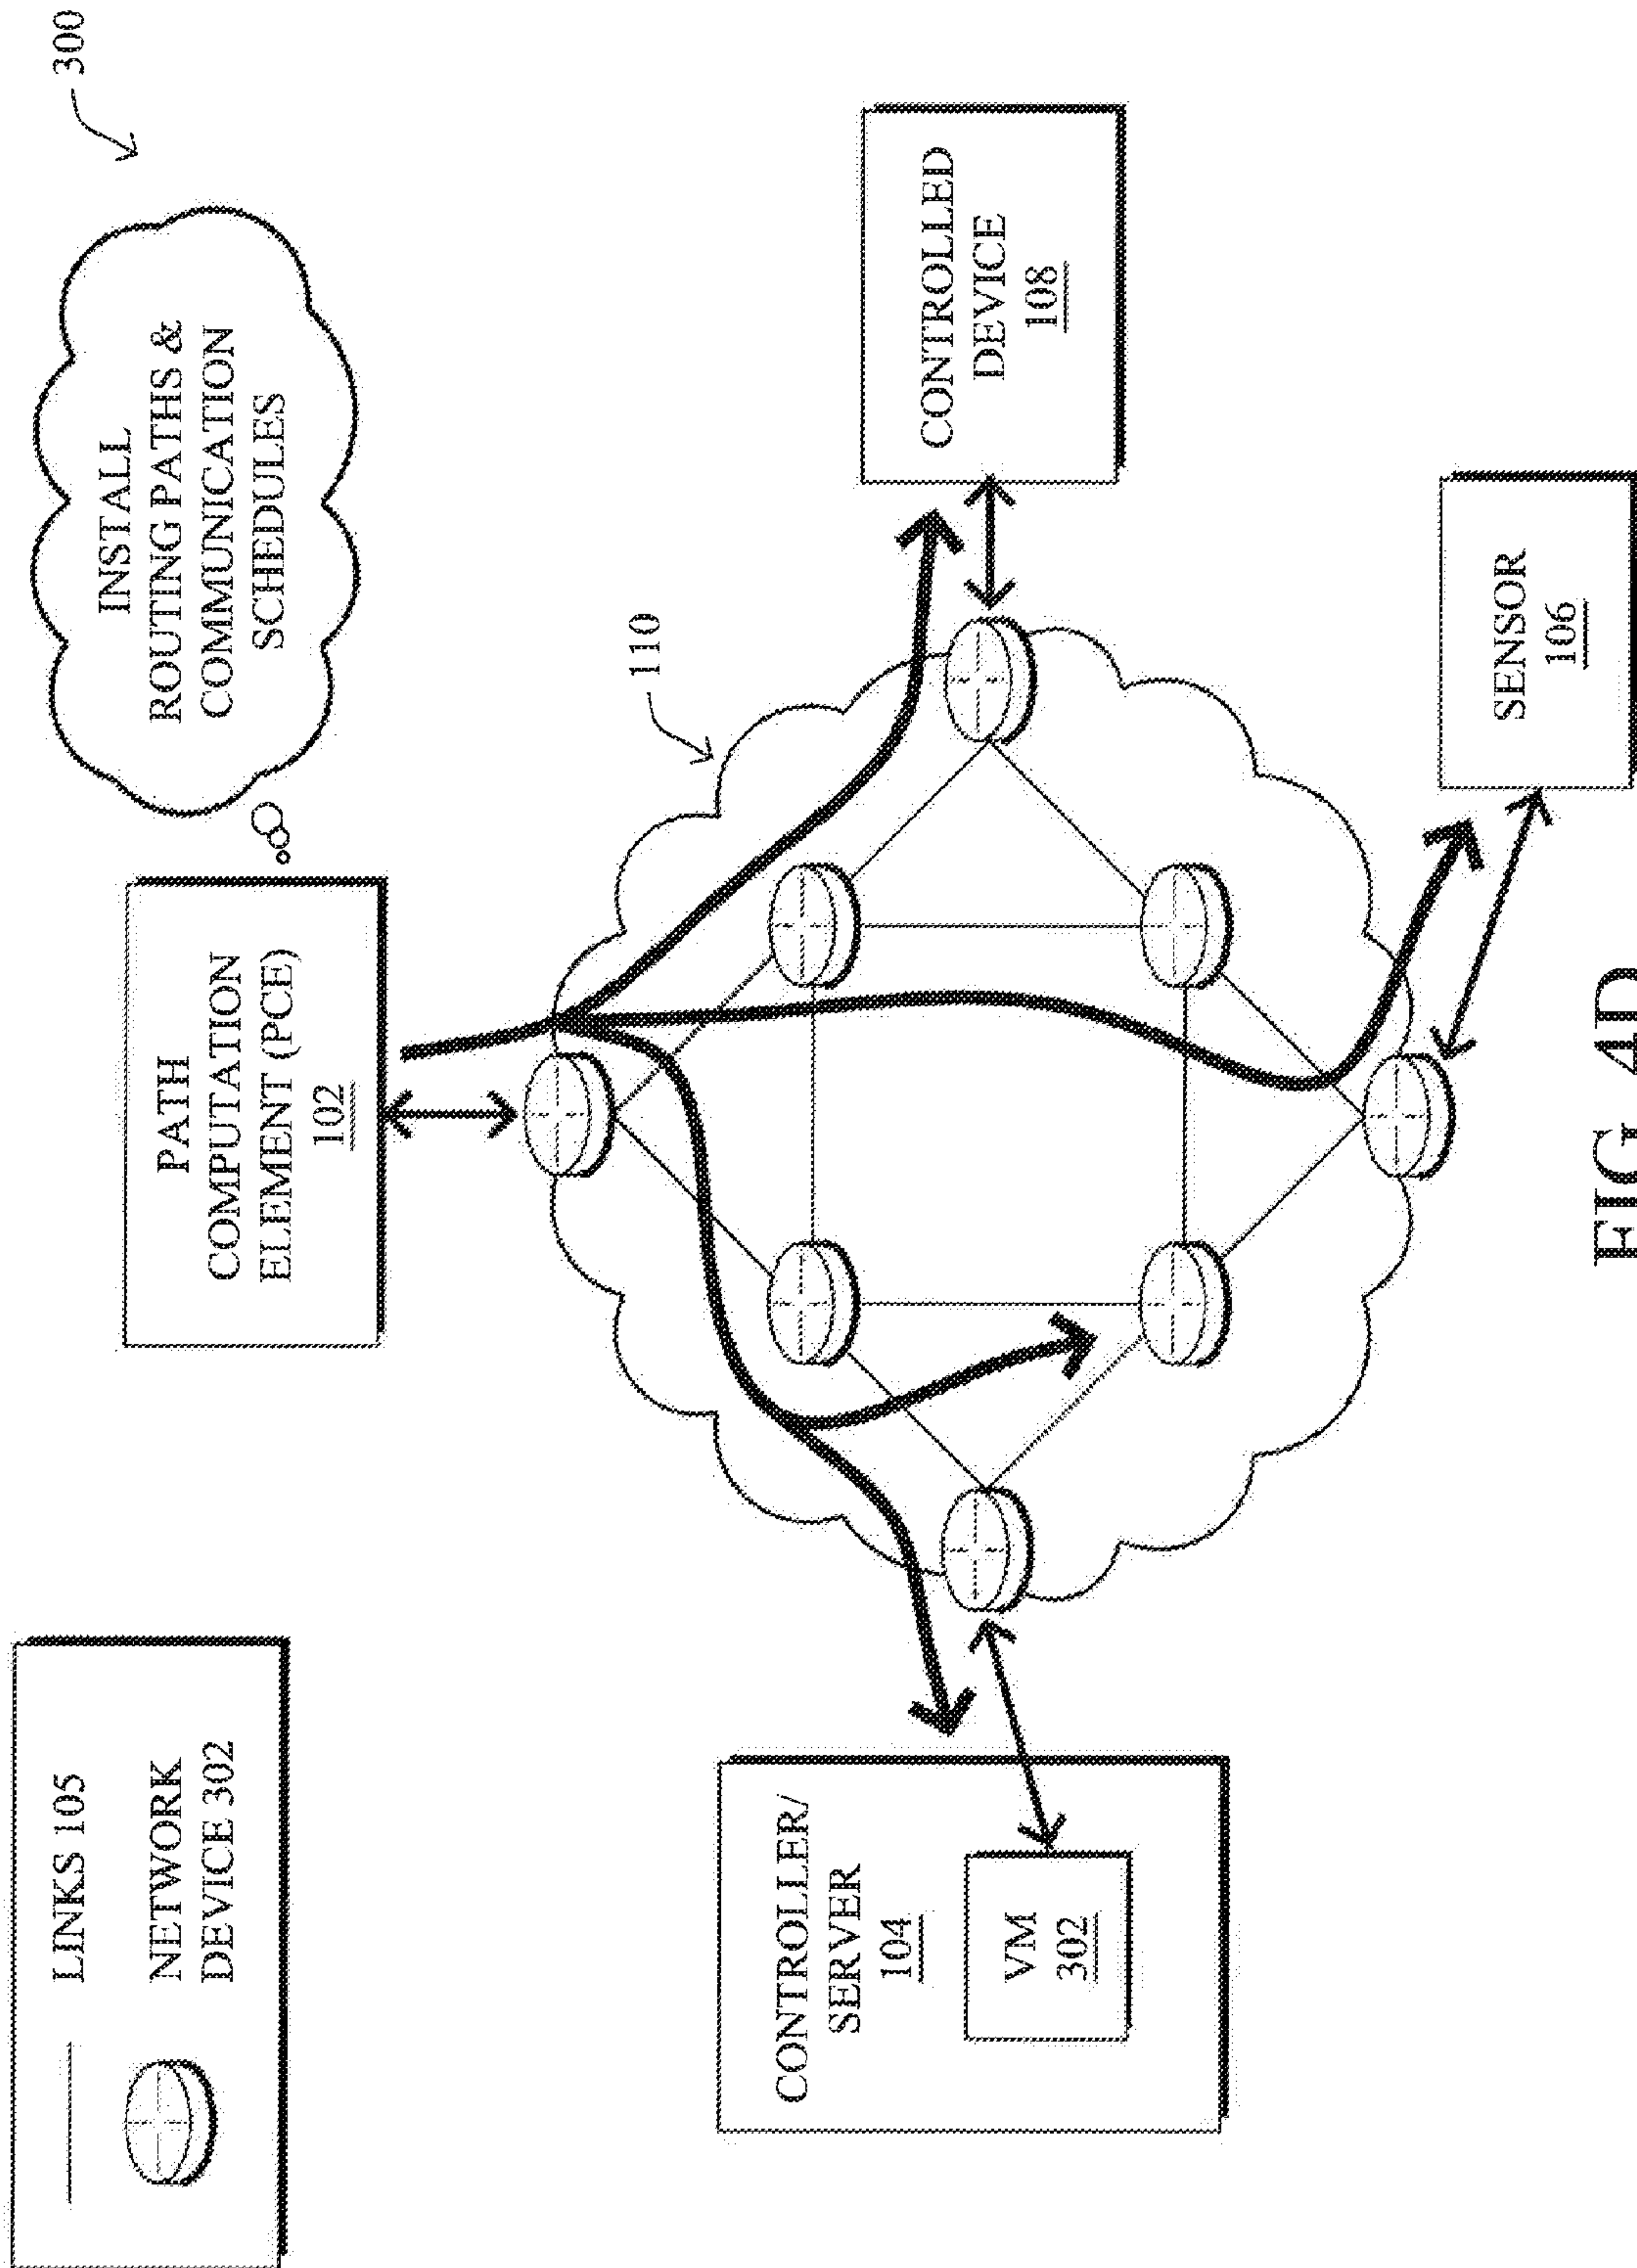 300
INSTALL
ROUTING PATHS &
COMMUNICATION
SCHEDULES
LINKS 105
NETWORK
DEVICE 302
PATH
COMPUTATION
ELEMENT (PCE)
102
110
CONTROLLER/
SERVER
104
VM
302
CONTROLLED
DEVICE
108
SENSOR
106
FIG. 4D